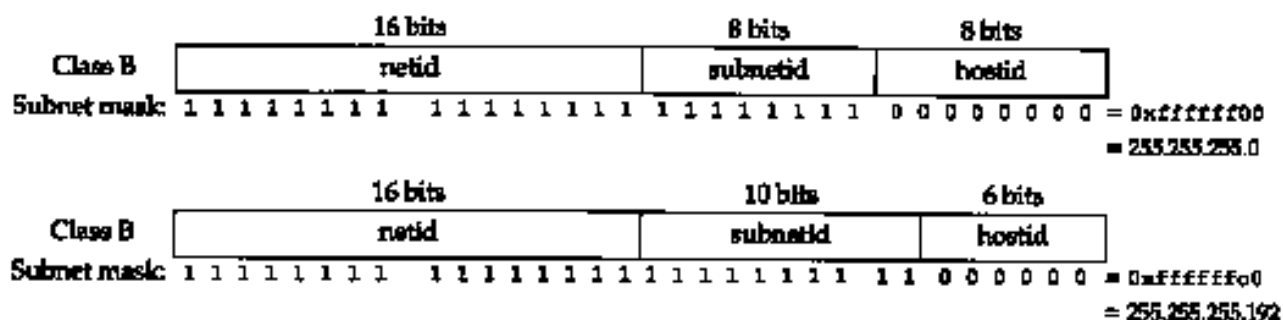 16 bits 8 bits 8 bits
Class B netid subnetid hostid
Subnet mask: 1 1 1 1 1 1 1 1 1 1 1 1 1 1 1 1 1 1 1 1 1 1 1 1 0 0 0 0 0 0 0 0 = 0xffffff00
= 255.255.255.0
16 bits 10 bits 6 bits
Class B netid subnetid hostid
Subnet mask: 1 1 1 1 1 1 1 1 1 1 1 1 1 1 1 1 1 1 1 1 1 1 1 1 1 1 0 0 0 0 0 0 = 0xffffffc0
= 255.255.255.192